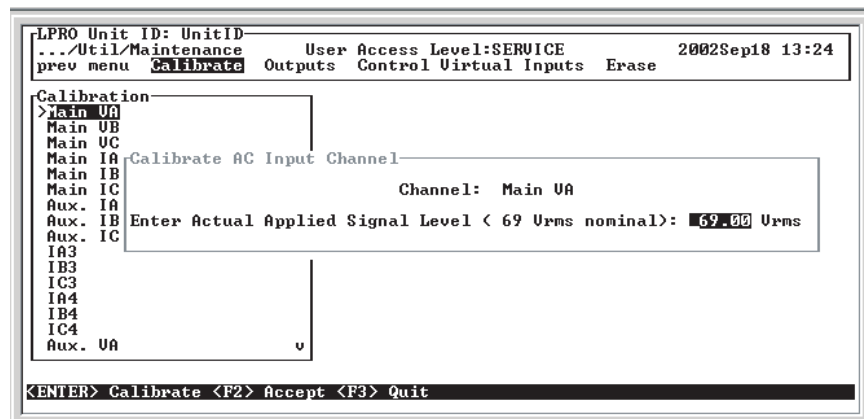 LPRO Unit ID: UnitID
.../Util/Maintenance User Access Level:SERVICE 2002Sep18 13:24
prev menu Calibrate Outputs Control Virtual Inputs Erase
Calibration
>Main VA
Main VB
Main VC
Main IA
Main IB
Main IC
Aux. IA
Aux. IB
Aux. IC
IA3
IB3
IC3
IA4
IB4
IC4
Aux. VA v
Calibrate AC Input Channel
Channel: Main VA
Enter Actual Applied Signal Level ( 69 Vrms nominal): 69.00 Vrms
<ENTER> Calibrate <F2> Accept <F3> Quit